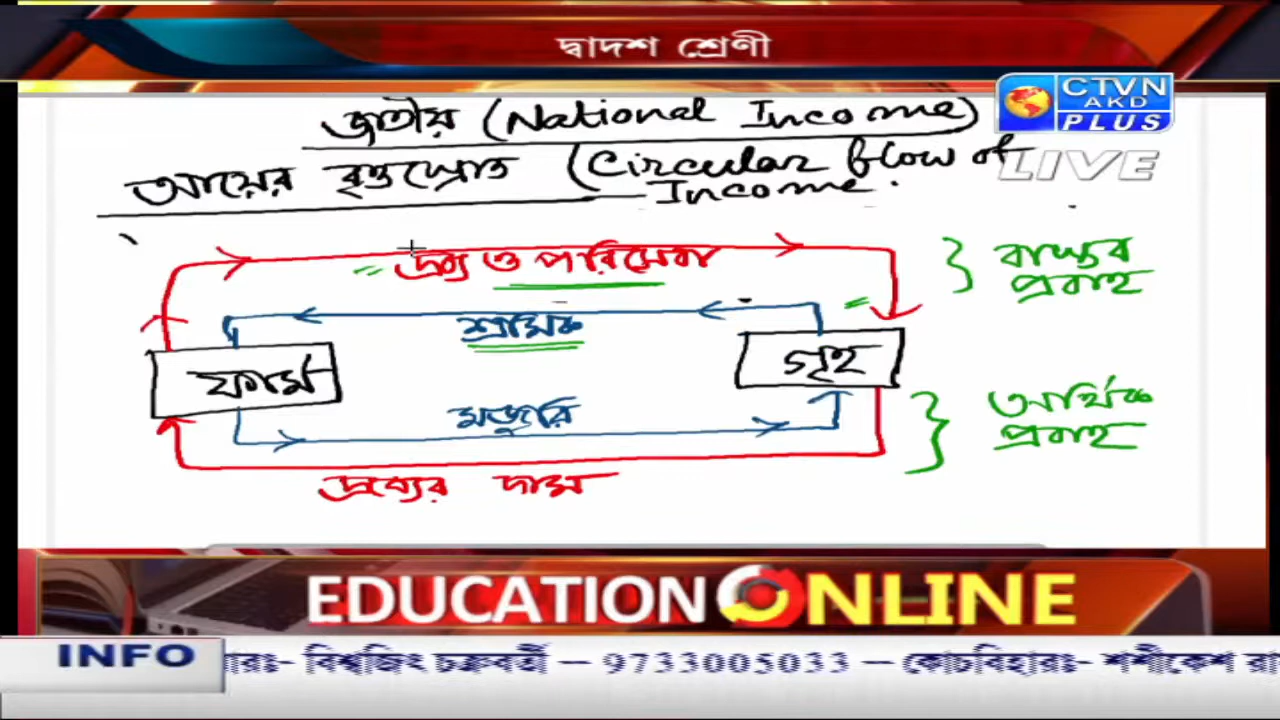 দ্বাদশ শ্রেণী
CTVN
AKD
PLUS
LIVE
জাতীয় (National Income)
আয়ের বৃত্তস্রোত (Circular flow of
Income.
দ্রব্য ও পরিসেবা
বাস্তব
প্রবাহ
শ্রমিক
ফার্ম
গৃহ
মজুরি
আর্থিক
প্রবাহ
দ্রব্যের দাম
EDUCATION ONLINE
INFO
হারঃ- বিশ্বজিৎ চক্রবর্ত্তী – 9733005033 – কোচবিহারঃ- শশীকেশ রা